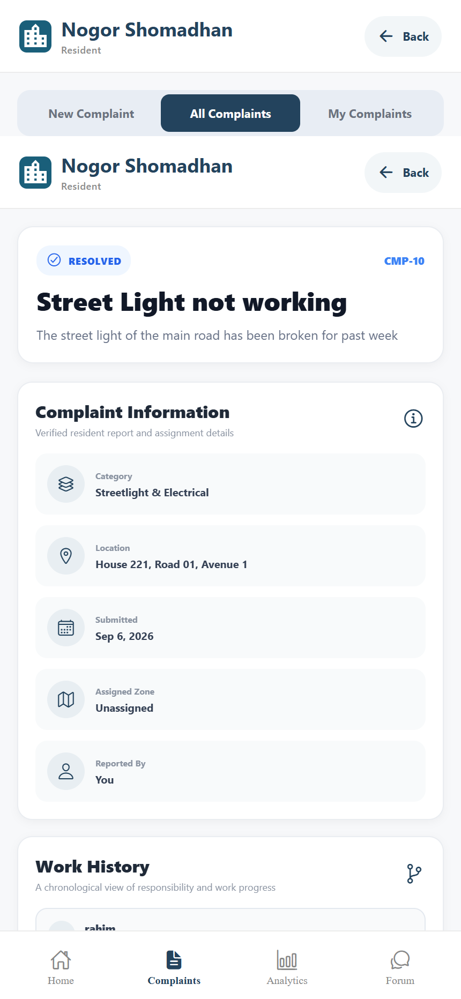 Nogor Shomadhan
Resident
Back
New Complaint
All Complaints
My Complaints
Nogor Shomadhan
Resident
Back
RESOLVED
CMP-10
Street Light not working
The street light of the main road has been broken for past week
Complaint Information
Verified resident report and assignment details
Category
Streetlight & Electrical
Location
House 221, Road 01, Avenue 1
Submitted
Sep 6, 2026
Assigned Zone
Unassigned
Reported By
You
Work History
A chronological view of responsibility and work progress
rahim
Home
Complaints
Analytics
Forum